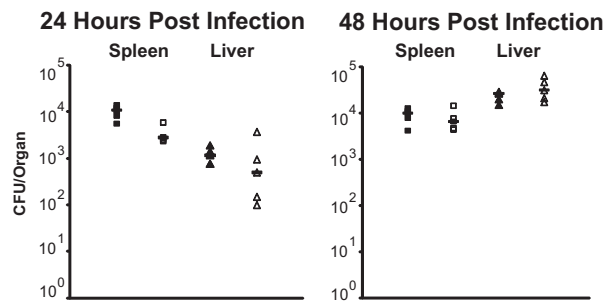 24 Hours Post Infection
Spleen Liver
CFU/Organ
10^5
10^4
10^3
10^2
10^1
10^0
48 Hours Post Infection
Spleen Liver
10^5
10^4
10^3
10^2
10^1
10^0